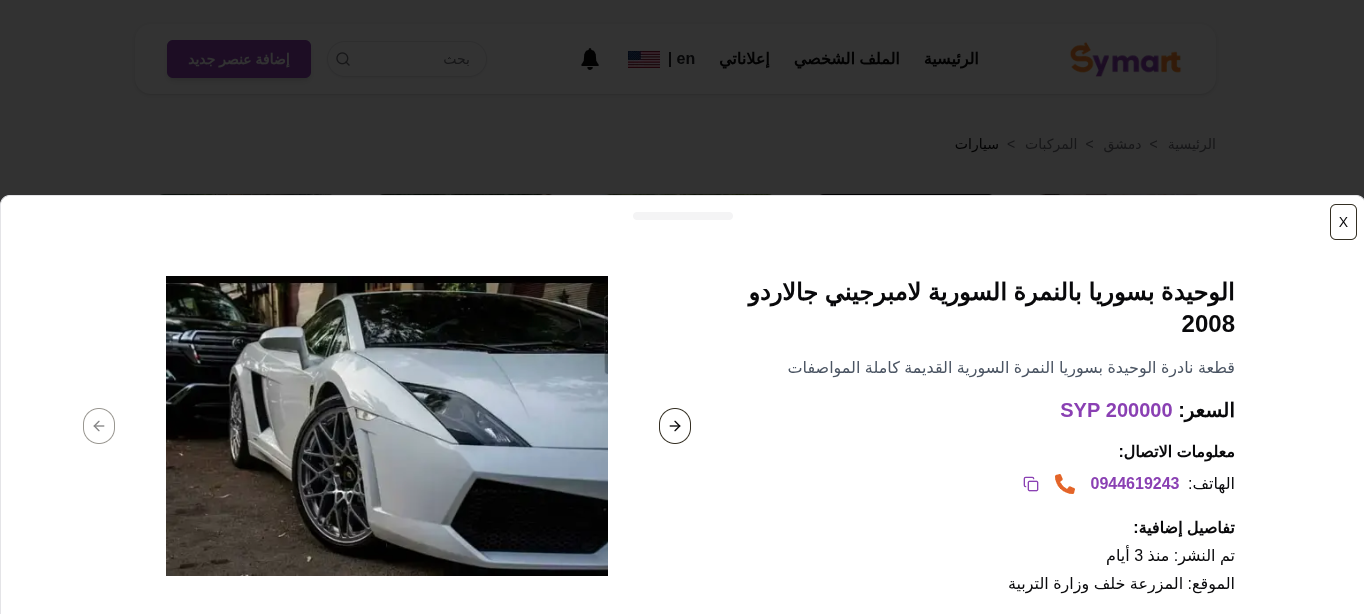 Symart
الرئيسية
الملف الشخصي
إعلاناتي
en |
بحث
إضافة عنصر جديد
الرئيسية > دمشق > المركبات > سيارات
X
الوحيدة بسوريا بالنمرة السورية لامبرجيني جالاردو
2008
قطعة نادرة الوحيدة بسوريا النمرة السورية القديمة كاملة المواصفات
السعر: SYP 200000
معلومات الاتصال:
الهاتف: 0944619243
تفاصيل إضافية:
تم النشر: منذ 3 أيام
الموقع: المزرعة خلف وزارة التربية